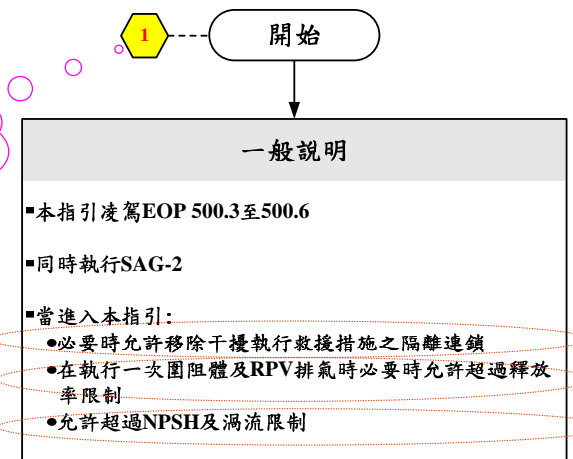 1
開始
一般說明
▪本指引凌駕EOP 500.3至500.6
▪同時執行SAG-2
▪當進入本指引:
●必要時允許移除干擾執行救援措施之隔離連鎖
●在執行一次圍阻體及RPV排氣時必要時允許超過釋放
率限制
●允許超過NPSH及渦流限制